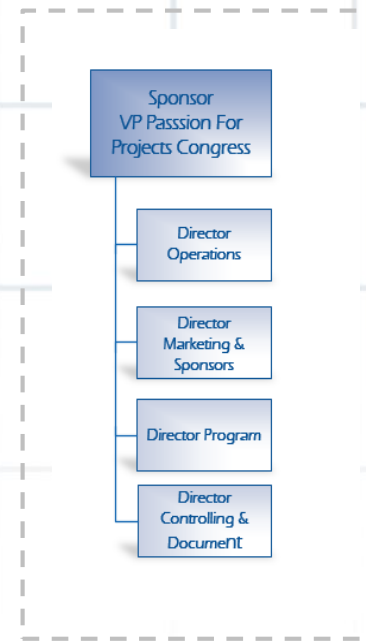 Sponsor
VP Passsion For
Projects Congress
Director
Operations
Director
Marketing &
Sponsors
Director Program
Director
Controlling &
Document